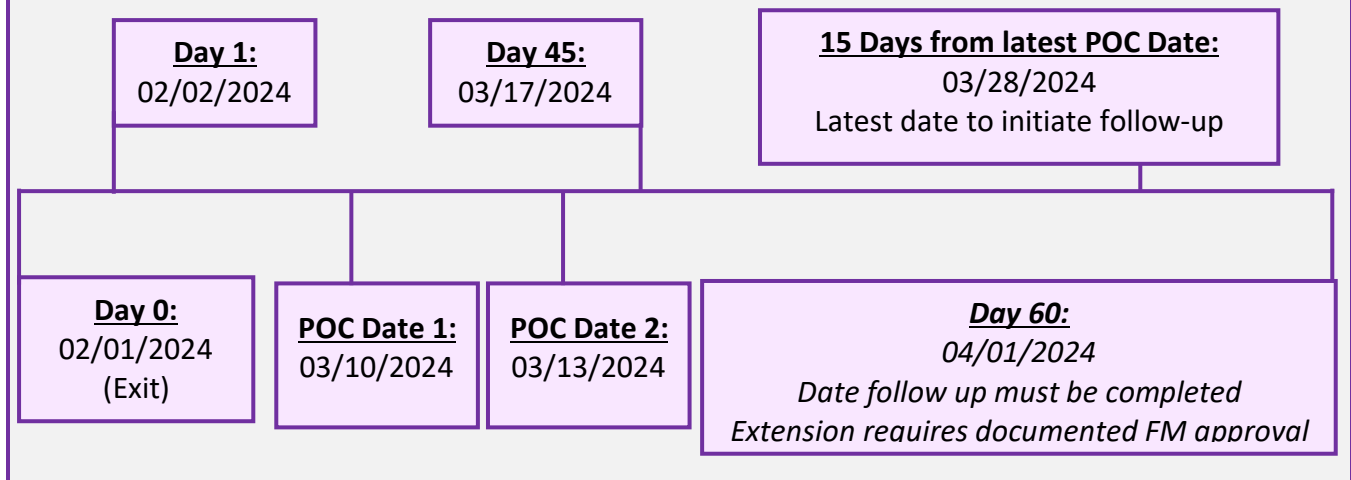 Day 1:
02/02/2024
Day 45:
03/17/2024
15 Days from latest POC Date:
03/28/2024
Latest date to initiate follow-up
Day 0:
02/01/2024
(Exit)
POC Date 1:
03/10/2024
POC Date 2:
03/13/2024
Day 60:
04/01/2024
Date follow up must be completed
Extension requires documented FM approval